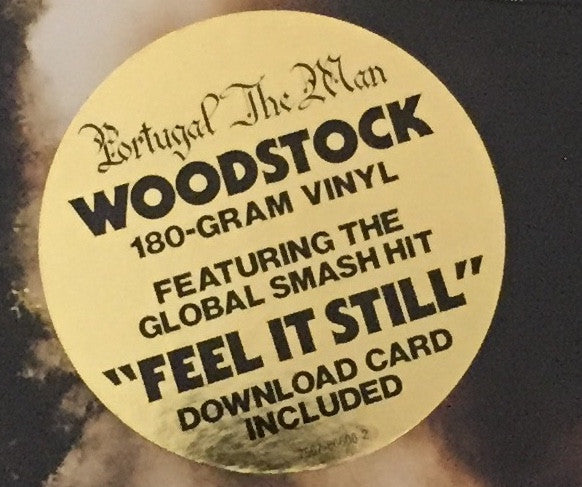 Portugal The Man
WOODSTOCK
180-GRAM VINYL
FEATURING THE
GLOBAL SMASH HIT
"FEEL IT STILL"
DOWNLOAD CARD
INCLUDED